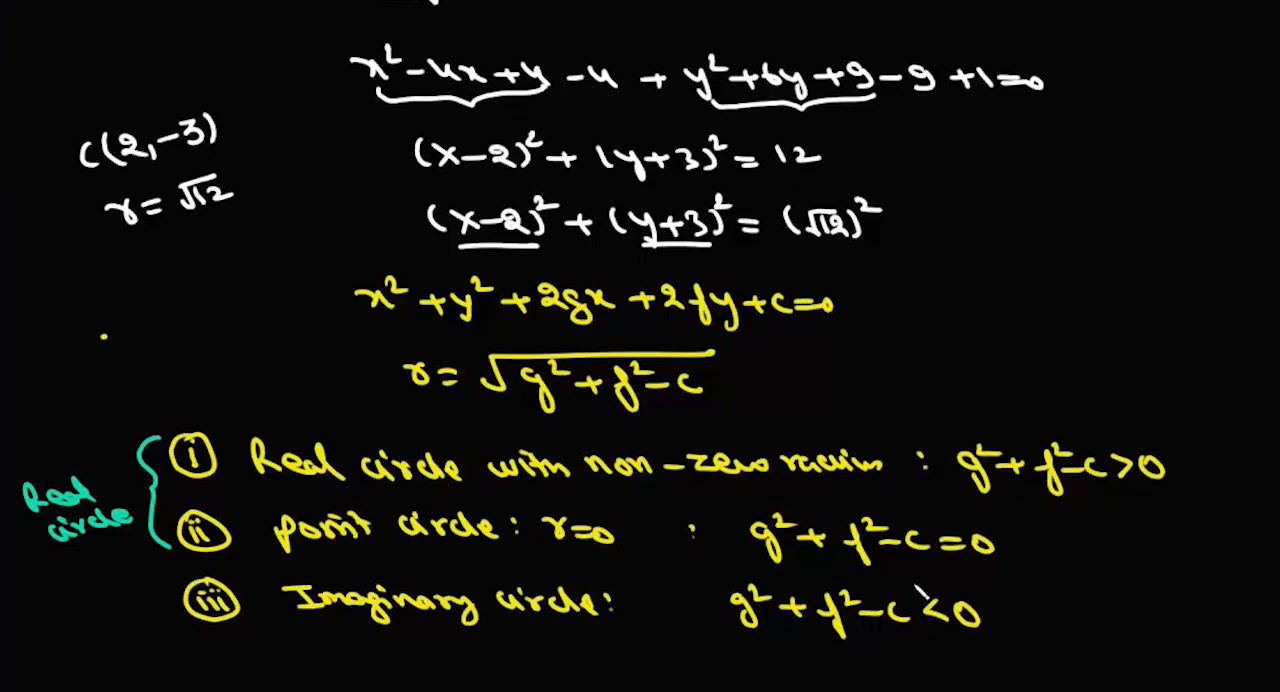 x² - 4x + 4 - 4 + y² + 6y + 9 - 9 + 1 = 0
C(2, -3)
r = √12
(x - 2)² + (y + 3)² = 12
(x - 2)² + (y + 3)² = (√12)²
x² + y² + 2gx + 2fy + c = 0
r = √g² + f² - c
Real circle
(i) Real circle with non-zero radius : g² + f² - c > 0
(ii) point circle : r = 0 : g² + f² - c = 0
(iii) Imaginary circle : g² + f² - c < 0